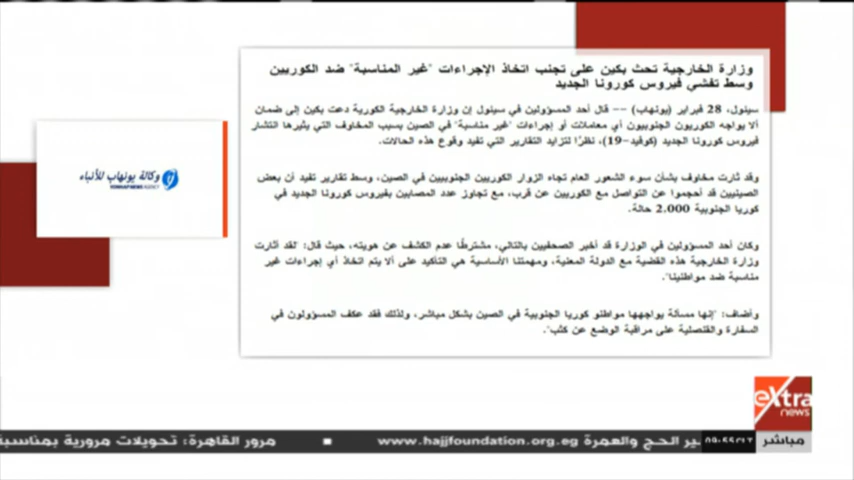 وزارة الخارجية تحث بكين على تجنب اتخاذ الإجراءات "غير المناسبة" ضد الكوريين
وسط تفشي فيروس كورونا الجديد
سيئول، 28 فبراير (يونهاب) -- قال أحد المسؤولين في سيئول إن وزارة الخارجية الكورية دعت بكين إلى ضمان
ألا يواجه الكوريون الجنوبيون أي معاملات أو إجراءات "غير مناسبة" في الصين بسبب المخاوف التي يثيرها انتشار
فيروس كورونا الجديد (كوفيد-19)، نظرًا لتزايد التقارير التي تفيد وقوع هذه الحالات.
وقد ثارت مخاوف بشأن سوء الشعور العام تجاه الزوار الكوريين الجنوبيين في الصين، وسط تقارير تفيد أن بعض
الصينيين قد أحجموا عن التواصل مع الكوريين عن قرب، مع تجاوز عدد المصابين بفيروس كورونا الجديد في
كوريا الجنوبية 2.000 حالة.
وكالة يونهاب للأنباء
YONHAP NEWS AGENCY
وكان أحد المسؤولين في الوزارة قد أخبر الصحفيين بالتالي، مشترطًا عدم الكشف عن هويته، حيث قال: "لقد أثارت
وزارة الخارجية هذه القضية مع الدولة المعنية، ومهمتنا الأساسية هي التأكيد على ألا يتم اتخاذ أي إجراءات غير
مناسبة ضد مواطنينا".
وأضاف: "إنها مسألة يواجهها مواطنو كوريا الجنوبية في الصين بشكل مباشر، ولذلك فقد عكف المسؤولون في
السفارة والقنصلية على مراقبة الوضع عن كثب".
eXtra
news
مباشر
ير الحج والعمرة www.hajjfoundation.org.eg ■ مرور القاهرة: تحويلات مرورية بمناسبة